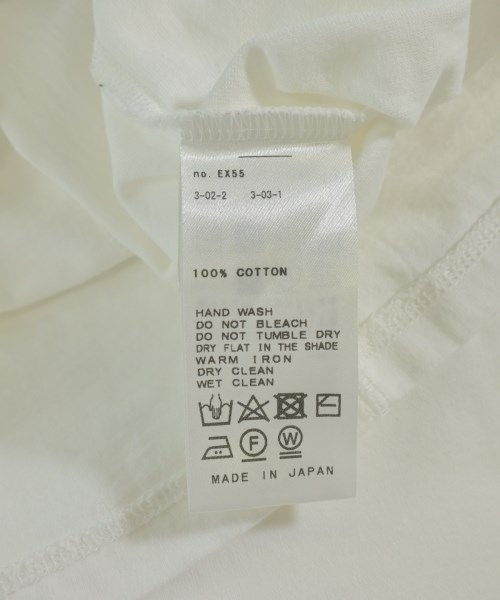 no. EX55
3-02-2 3-03-1
100% COTTON
HAND WASH
DO NOT BLEACH
DO NOT TUMBLE DRY
DRY FLAT IN THE SHADE
WARM IRON
DRY CLEAN
WET CLEAN
F W
MADE IN JAPAN